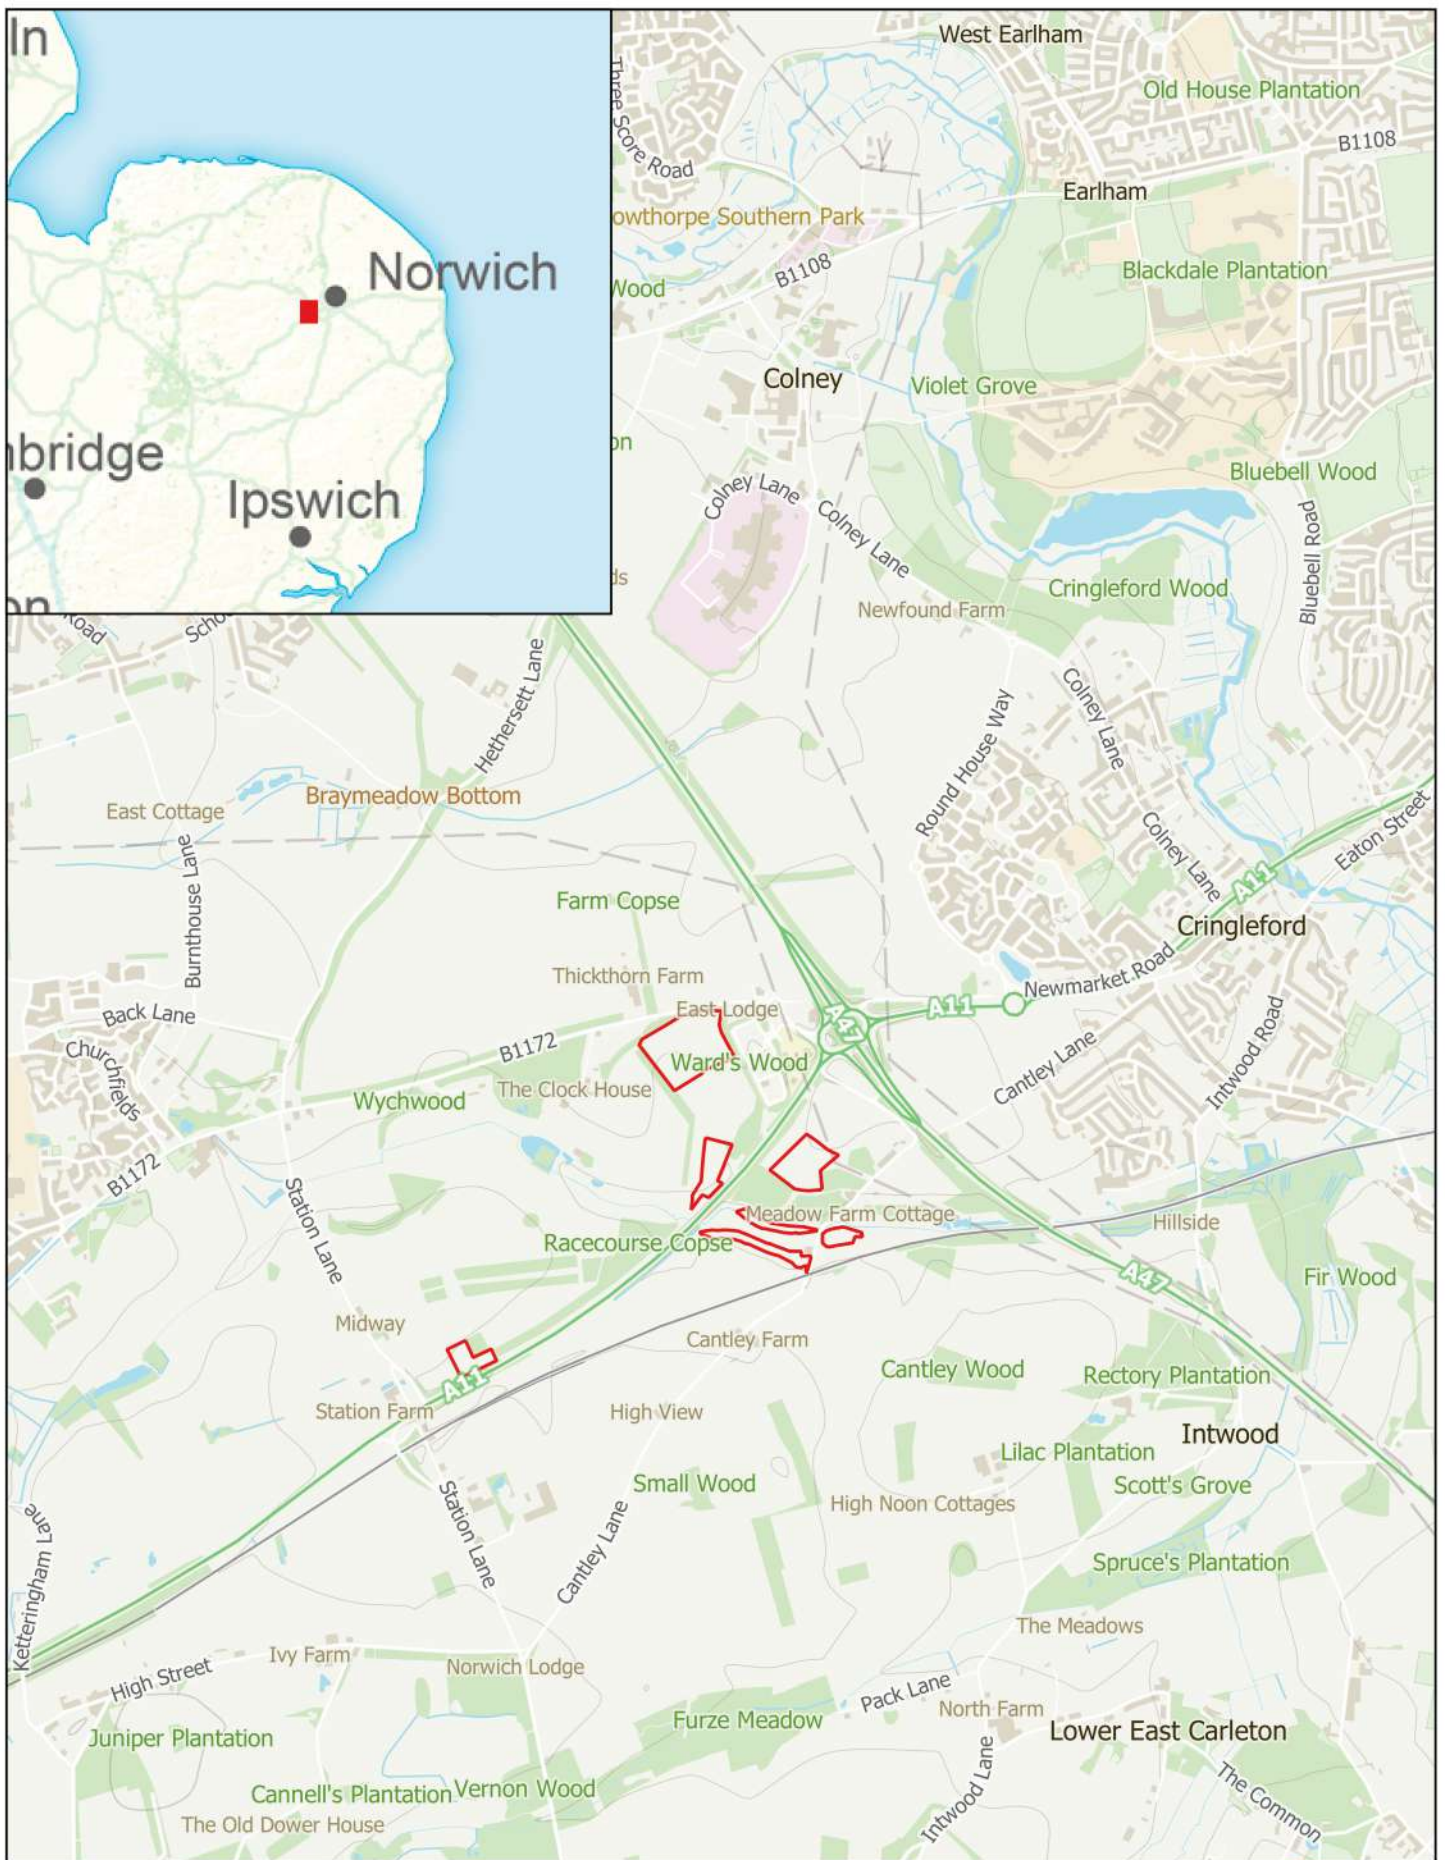 ln
West Earlham
Old House Plantation
Three Score Road
B1108
Earlham
owthorpe Southern Park
Norwich
B1108
Blackdale Plantation
Wood
Colney
Violet Grove
on
nbridge
Bluebell Wood
Ipswich
Colney Lane
Colney Lane
Bluebell Road
ds
Cringleford Wood
on
Newfound Farm
Road
Scho
Hethersett Lane
Colney Lane
Round House Way
Braymeadow Bottom
East Cottage
Eaton Street
Colney Lane
Burnthouse Lane
A11
Farm Copse
Cringleford
Thickthorn Farm
Newmarket Road
East Lodge
A11
A47
Back Lane
B1172
Intwood Road
Churchfields
Ward's Wood
Cantley Lane
The Clock House
Wychwood
B1172
Station Lane
Meadow Farm Cottage
Hillside
Racecourse Copse
A47
Fir Wood
Midway
Cantley Farm
Cantley Wood
Rectory Plantation
A11
Station Farm
High View
Intwood
Lilac Plantation
Small Wood
Scott's Grove
High Noon Cottages
Station Lane
Cantley Lane
Ketteringham Lane
Spruce's Plantation
The Meadows
Ivy Farm
Norwich Lodge
High Street
Pack Lane
North Farm
Furze Meadow
Lower East Carleton
Juniper Plantation
Intwood Lane
Cannell's Plantation
Vernon Wood
The Common
The Old Dower House